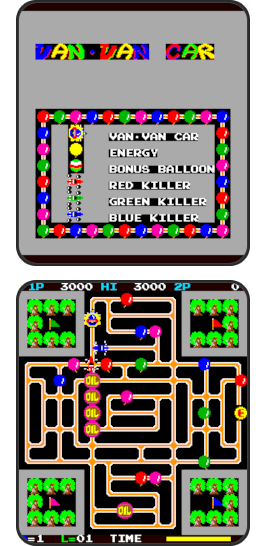 VAN·VAN CAR
VAN·VAN CAR
ENERGY
BONUS BALLOON
RED KILLER
GREEN KILLER
BLUE KILLER
1P 3000 HI 3000 2P 0
OIL
OIL
OIL
OIL
OIL
=1 L=01 TIME